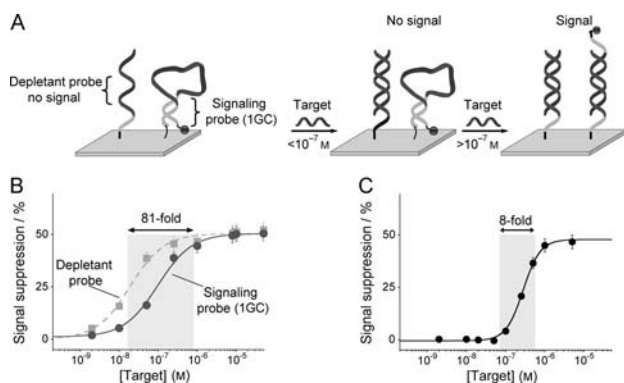 A
No signal
Signal
Depletant probe
no signal
Signaling
probe (1GC)
Target
<10⁻⁷ M
Target
>10⁻⁷ M
B
81-fold
Signal suppression / %
50
25
0
Depletant
probe
Signaling
probe (1GC)
10⁻⁹ 10⁻⁸ 10⁻⁷ 10⁻⁶ 10⁻⁵
[Target] (M)
C
8-fold
Signal suppression / %
50
25
0
10⁻⁹ 10⁻⁸ 10⁻⁷ 10⁻⁶ 10⁻⁵
[Target] (M)